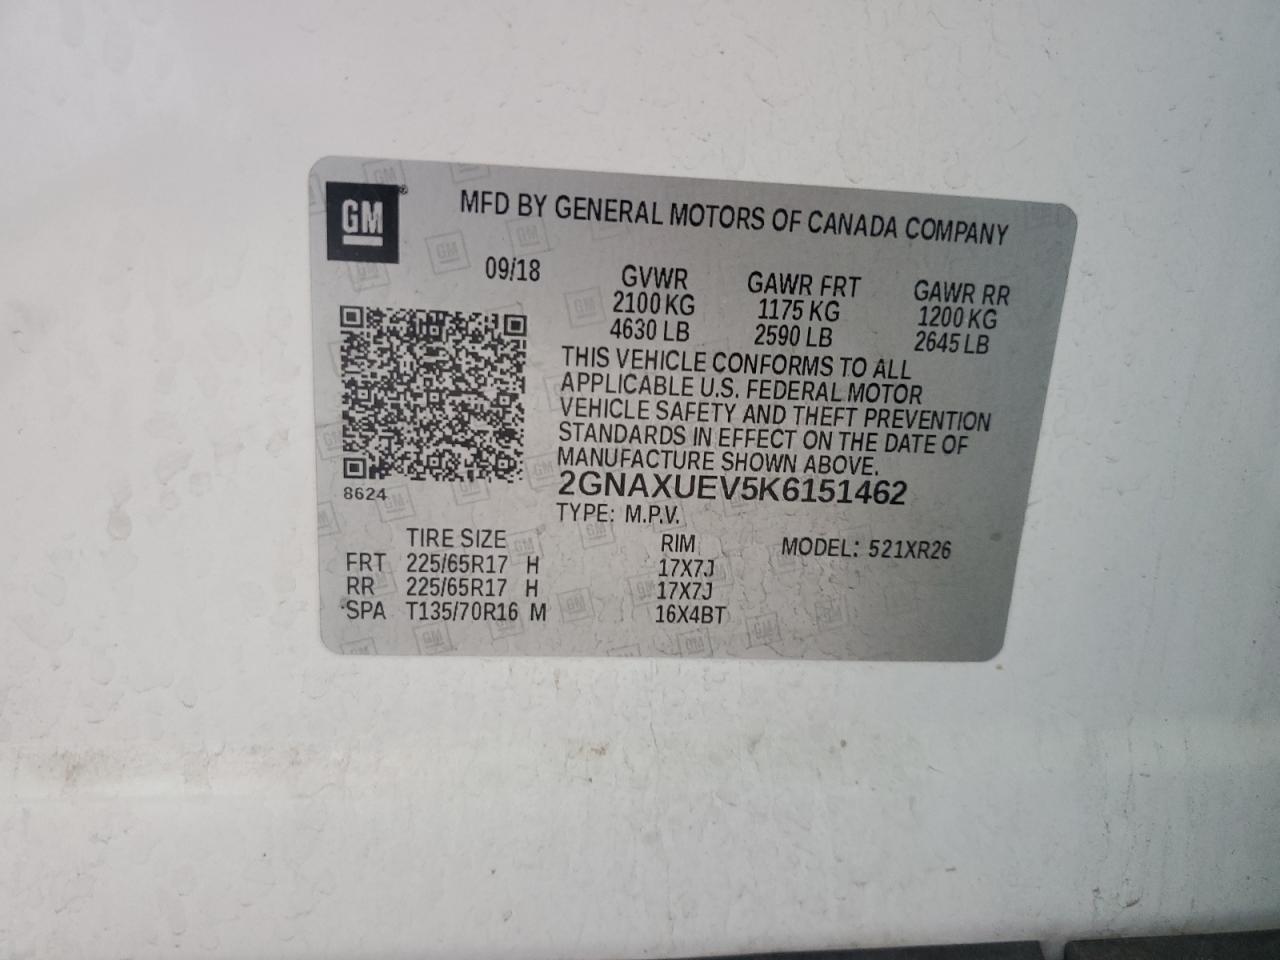 GM
MFD BY GENERAL MOTORS OF CANADA COMPANY
09/18 GVWR GAWR FRT GAWR RR
2100 KG 1175 KG 1200 KG
4630 LB 2590 LB 2645 LB
THIS VEHICLE CONFORMS TO ALL
APPLICABLE U.S. FEDERAL MOTOR
VEHICLE SAFETY AND THEFT PREVENTION
STANDARDS IN EFFECT ON THE DATE OF
MANUFACTURE SHOWN ABOVE.
8624
2GNAXUEV5K6151462
TYPE: M.P.V.
TIRE SIZE RIM MODEL: 521XR26
FRT 225/65R17 H 17X7J
RR 225/65R17 H 17X7J
SPA T135/70R16 M 16X4BT